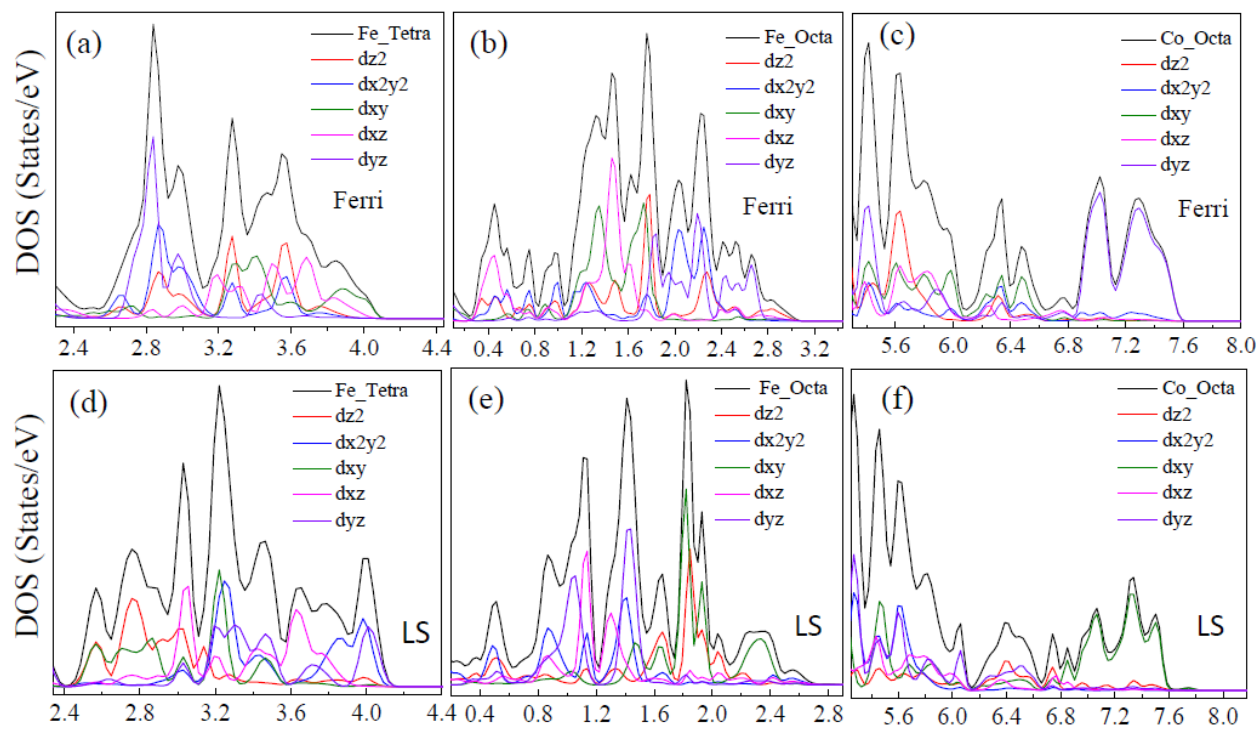 DOS (States/eV)
(a)
Fe_Tetra
dz2
dx2y2
dxy
dxz
dyz
Ferri
2.4 2.8 3.2 3.6 4.0 4.4
(b)
Fe_Octa
dz2
dx2y2
dxy
dxz
dyz
Ferri
0.4 0.8 1.2 1.6 2.0 2.4 2.8 3.2
(c)
Co_Octa
dz2
dx2y2
dxy
dxz
dyz
Ferri
5.6 6.0 6.4 6.8 7.2 7.6 8.0
DOS (States/eV)
(d)
Fe_Tetra
dz2
dx2y2
dxy
dxz
dyz
LS
2.4 2.8 3.2 3.6 4.0 4.4
(e)
Fe_Octa
dz2
dx2y2
dxy
dxz
dyz
LS
0.4 0.8 1.2 1.6 2.0 2.4 2.8
(f)
Co_Octa
dz2
dx2y2
dxy
dxz
dyz
LS
5.6 6.0 6.4 6.8 7.2 7.6 8.0